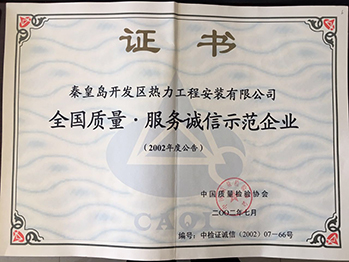 证书
秦皇岛开发区热力工程安装有限公司
全国质量·服务诚信示范企业
(2002年度公告)
中国质量检验协会
二〇〇二年七月
CAQI
编号:中检证诚信(2002)07-66号